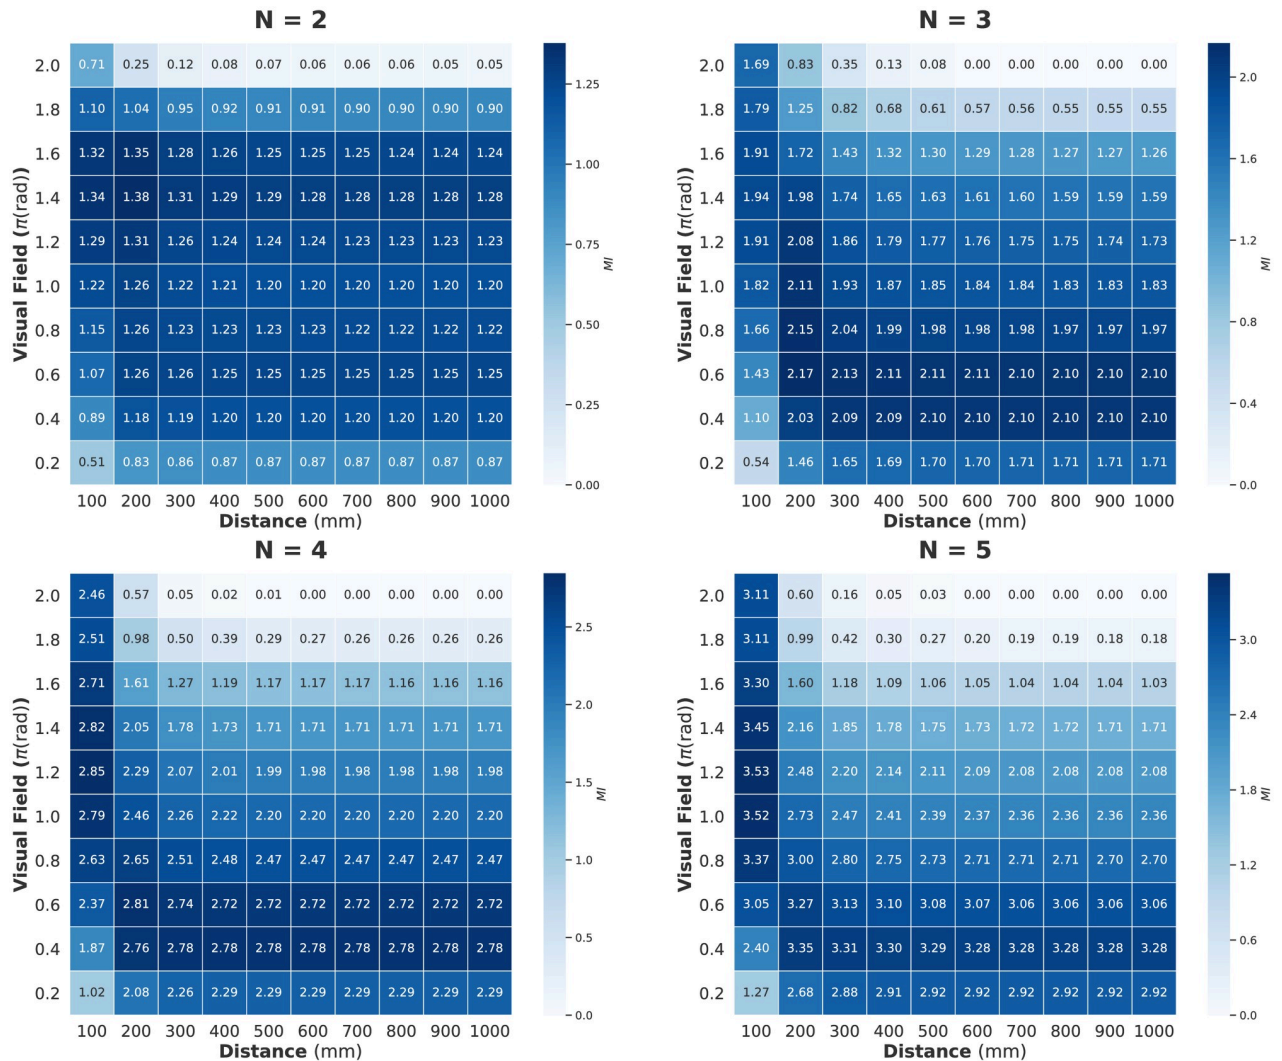 N = 2
2.0 0.71 0.25 0.12 0.08 0.07 0.06 0.06 0.06 0.05 0.05
1.8 1.10 1.04 0.95 0.92 0.91 0.91 0.90 0.90 0.90 0.90
1.6 1.32 1.35 1.28 1.26 1.25 1.25 1.25 1.24 1.24 1.24
1.4 1.34 1.38 1.31 1.29 1.29 1.28 1.28 1.28 1.28 1.28
1.2 1.29 1.31 1.26 1.24 1.24 1.24 1.23 1.23 1.23 1.23
1.0 1.22 1.26 1.22 1.21 1.20 1.20 1.20 1.20 1.20 1.20
0.8 1.15 1.26 1.23 1.23 1.23 1.23 1.22 1.22 1.22 1.22
0.6 1.07 1.26 1.26 1.25 1.25 1.25 1.25 1.25 1.25 1.25
0.4 0.89 1.18 1.19 1.20 1.20 1.20 1.20 1.20 1.20 1.20
0.2 0.51 0.83 0.86 0.87 0.87 0.87 0.87 0.87 0.87 0.87
100 200 300 400 500 600 700 800 900 1000
Distance (mm)
Visual Field (π(rad))
1.25
1.00
0.75
0.50
0.25
0.00
MI
N = 3
2.0 1.69 0.83 0.35 0.13 0.08 0.00 0.00 0.00 0.00 0.00
1.8 1.79 1.25 0.82 0.68 0.61 0.57 0.56 0.55 0.55 0.55
1.6 1.91 1.72 1.43 1.32 1.30 1.29 1.28 1.27 1.27 1.26
1.4 1.94 1.98 1.74 1.65 1.63 1.61 1.60 1.59 1.59 1.59
1.2 1.91 2.08 1.86 1.79 1.77 1.76 1.75 1.75 1.74 1.73
1.0 1.82 2.11 1.93 1.87 1.85 1.84 1.84 1.83 1.83 1.83
0.8 1.66 2.15 2.04 1.99 1.98 1.98 1.98 1.97 1.97 1.97
0.6 1.43 2.17 2.13 2.11 2.11 2.11 2.10 2.10 2.10 2.10
0.4 1.10 2.03 2.09 2.09 2.10 2.10 2.10 2.10 2.10 2.10
0.2 0.54 1.46 1.65 1.69 1.70 1.70 1.71 1.71 1.71 1.71
100 200 300 400 500 600 700 800 900 1000
Distance (mm)
Visual Field (π(rad))
2.0
1.6
1.2
0.8
0.4
0.0
MI
N = 4
2.0 2.46 0.57 0.05 0.02 0.01 0.00 0.00 0.00 0.00 0.00
1.8 2.51 0.98 0.50 0.39 0.29 0.27 0.26 0.26 0.26 0.26
1.6 2.71 1.61 1.27 1.19 1.17 1.17 1.17 1.16 1.16 1.16
1.4 2.82 2.05 1.78 1.73 1.71 1.71 1.71 1.71 1.71 1.71
1.2 2.85 2.29 2.07 2.01 1.99 1.98 1.98 1.98 1.98 1.98
1.0 2.79 2.46 2.26 2.22 2.20 2.20 2.20 2.20 2.20 2.20
0.8 2.63 2.65 2.51 2.48 2.47 2.47 2.47 2.47 2.47 2.47
0.6 2.37 2.81 2.74 2.72 2.72 2.72 2.72 2.72 2.72 2.72
0.4 1.87 2.76 2.78 2.78 2.78 2.78 2.78 2.78 2.78 2.78
0.2 1.02 2.08 2.26 2.29 2.29 2.29 2.29 2.29 2.29 2.29
100 200 300 400 500 600 700 800 900 1000
Distance (mm)
Visual Field (π(rad))
2.5
2.0
1.5
1.0
0.5
0.0
MI
N = 5
2.0 3.11 0.60 0.16 0.05 0.03 0.00 0.00 0.00 0.00 0.00
1.8 3.11 0.99 0.42 0.30 0.27 0.20 0.19 0.19 0.18 0.18
1.6 3.30 1.60 1.18 1.09 1.06 1.05 1.04 1.04 1.04 1.03
1.4 3.45 2.16 1.85 1.78 1.75 1.73 1.72 1.72 1.71 1.71
1.2 3.53 2.48 2.20 2.14 2.11 2.09 2.08 2.08 2.08 2.08
1.0 3.52 2.73 2.47 2.41 2.39 2.37 2.36 2.36 2.36 2.36
0.8 3.37 3.00 2.80 2.75 2.73 2.71 2.71 2.71 2.70 2.70
0.6 3.05 3.27 3.13 3.10 3.08 3.07 3.06 3.06 3.06 3.06
0.4 2.40 3.35 3.31 3.30 3.29 3.28 3.28 3.28 3.28 3.28
0.2 1.27 2.68 2.88 2.91 2.92 2.92 2.92 2.92 2.92 2.92
100 200 300 400 500 600 700 800 900 1000
Distance (mm)
Visual Field (π(rad))
3.0
2.4
1.8
1.2
0.6
0.0
MI